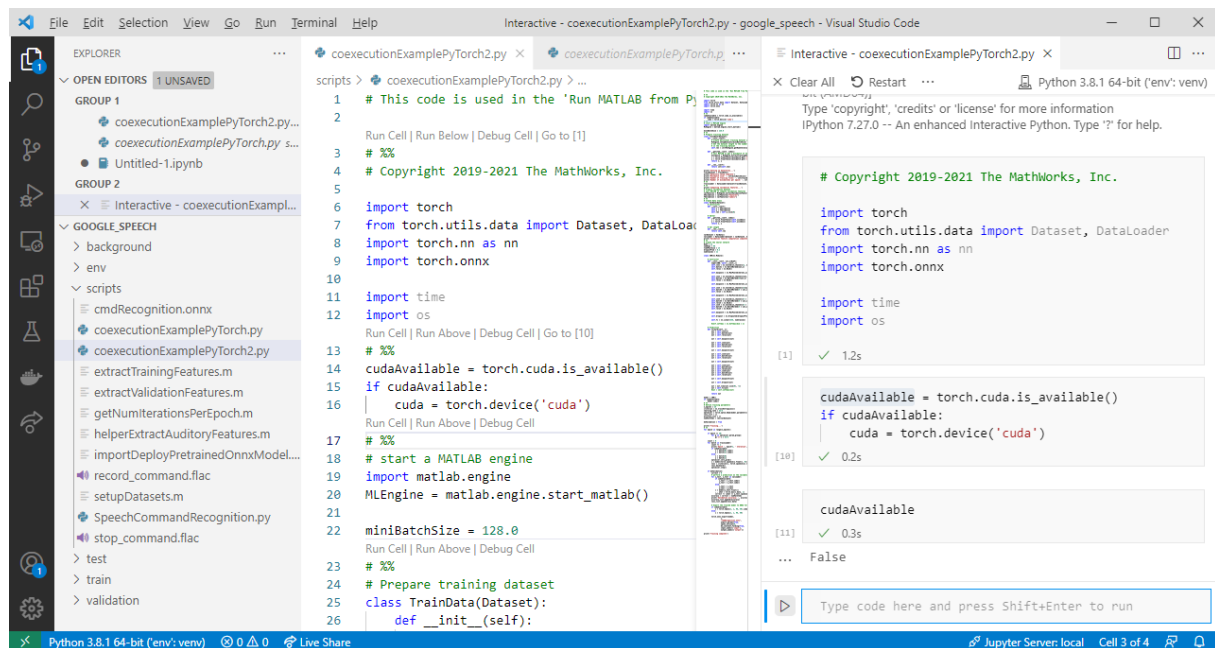 File Edit Selection View Go Run Terminal Help
Interactive - coexecutionExamplePyTorch2.py - google_speech - Visual Studio Code
EXPLORER
OPEN EDITORS 1 UNSAVED
GROUP 1
coexecutionExamplePyTorch2.py...
coexecutionExamplePyTorch.py s...
Untitled-1.ipynb
GROUP 2
Interactive - coexecutionExampl...
GOOGLE_SPEECH
background
env
scripts
cmdRecognition.onnx
coexecutionExamplePyTorch.py
coexecutionExamplePyTorch2.py
extractTrainingFeatures.m
extractValidationFeatures.m
getNumIterationsPerEpoch.m
helperExtractAuditoryFeatures.m
importDeployPretrainedOnnxModel....
record_command.flac
setupDatasets.m
SpeechCommandRecognition.py
stop_command.flac
test
train
validation
1
1
coexecutionExamplePyTorch2.py
coexecutionExamplePyTorch.p
scripts > coexecutionExamplePyTorch2.py > ...
1 # This code is used in the 'Run MATLAB from Py
2
Run Cell | Run Below | Debug Cell | Go to [1]
3 # %%
4 # Copyright 2019-2021 The MathWorks, Inc.
5
6 import torch
7 from torch.utils.data import Dataset, DataLoad
8 import torch.nn as nn
9 import torch.onnx
10
11 import time
12 import os
Run Cell | Run Above | Debug Cell | Go to [10]
13 # %%
14 cudaAvailable = torch.cuda.is_available()
15 if cudaAvailable:
16 cuda = torch.device('cuda')
Run Cell | Run Above | Debug Cell
17 # %%
18 # start a MATLAB engine
19 import matlab.engine
20 MLEngine = matlab.engine.start_matlab()
21
22 miniBatchSize = 128.0
Run Cell | Run Above | Debug Cell
23 # %%
24 # Prepare training dataset
25 class TrainData(Dataset):
26 def __init__(self):
Interactive - coexecutionExamplePyTorch2.py
Clear All Restart ... Python 3.8.1 64-bit ('env': venv)
Type 'copyright', 'credits' or 'license' for more information
IPython 7.27.0 -- An enhanced Interactive Python. Type '?' for help.
# Copyright 2019-2021 The MathWorks, Inc.
import torch
from torch.utils.data import Dataset, DataLoader
import torch.nn as nn
import torch.onnx
import time
import os
[1] 1.2s
cudaAvailable = torch.cuda.is_available()
if cudaAvailable:
cuda = torch.device('cuda')
[10] 0.2s
cudaAvailable
[11] 0.3s
... False
Type code here and press Shift+Enter to run
Python 3.8.1 64-bit ('env': venv) 0 0 Live Share
Jupyter Server: local Cell 3 of 4